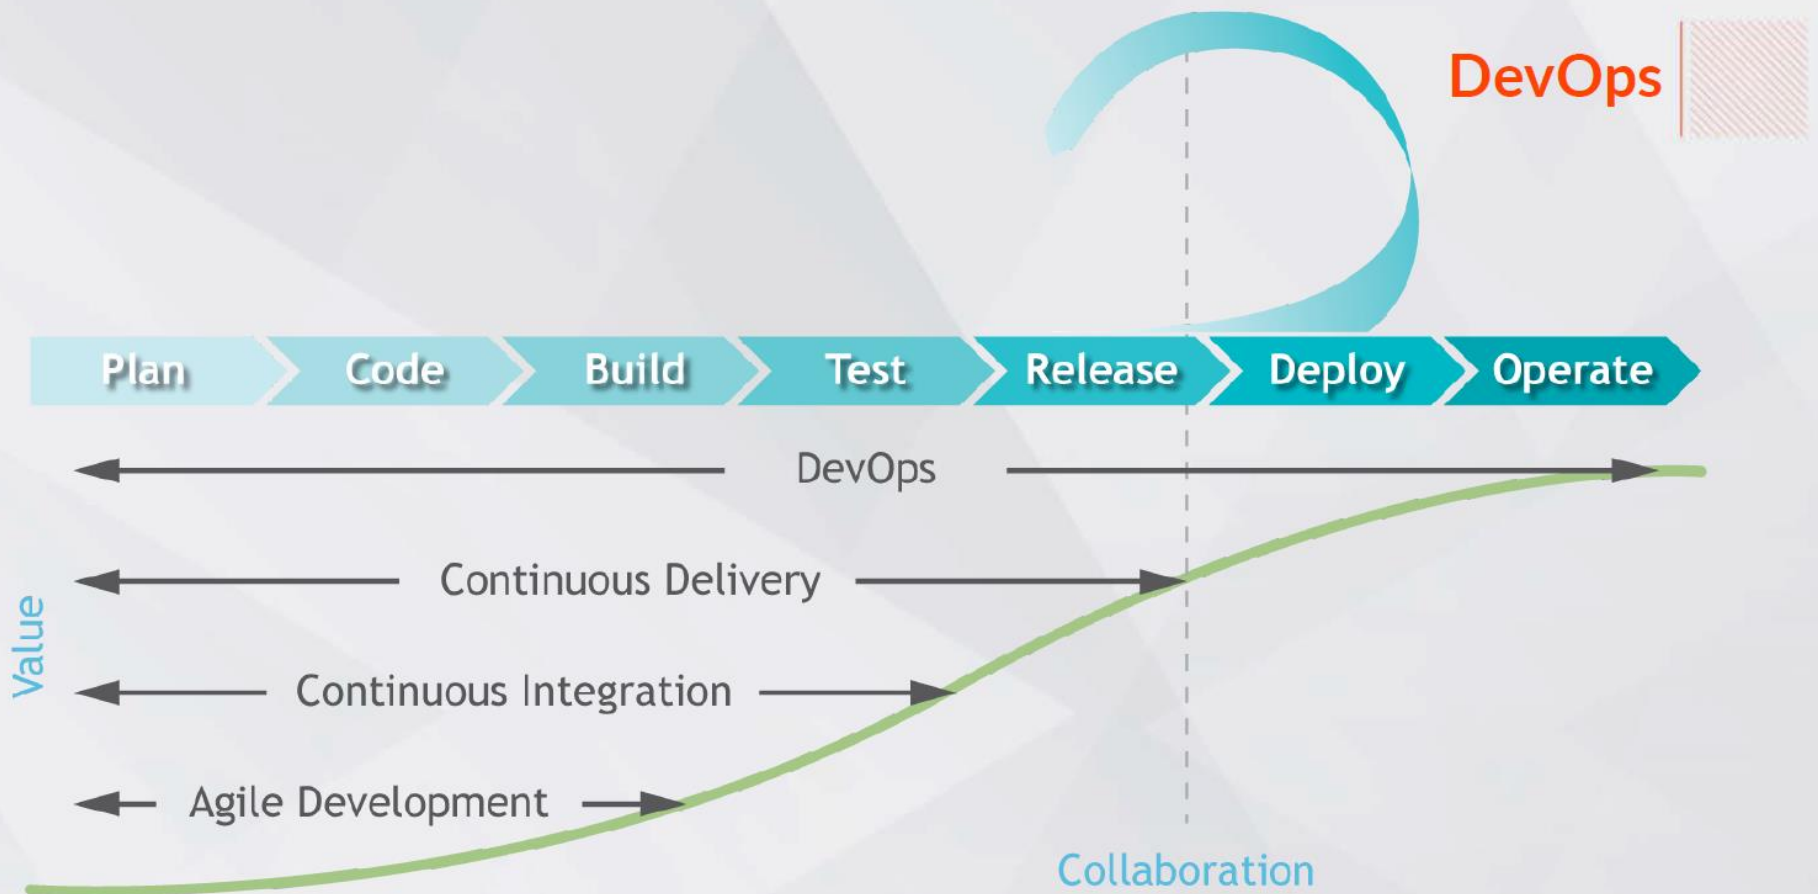 DevOps
Plan Code Build Test Release Deploy Operate
DevOps
Continuous Delivery
Value
Continuous Integration
Agile Development
Collaboration